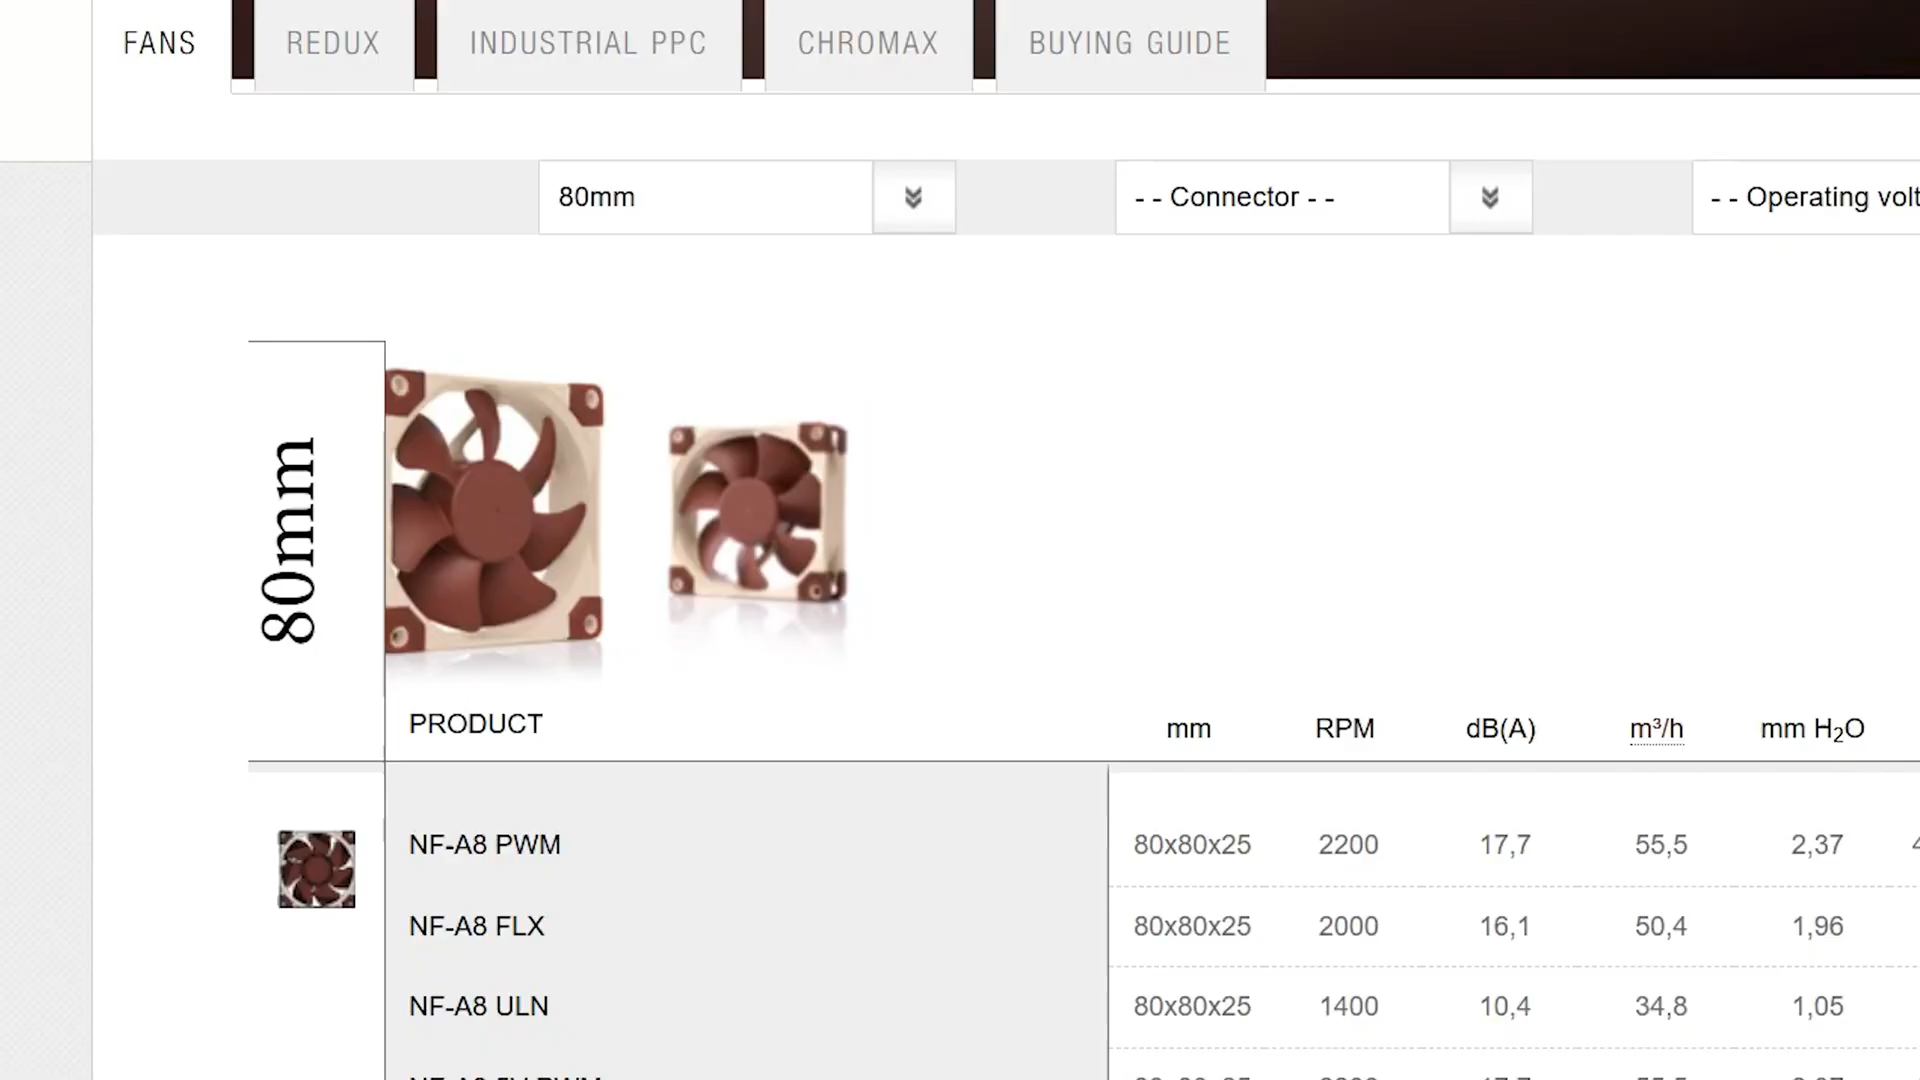 FANS REDUX INDUSTRIAL PPC CHROMAX BUYING GUIDE
80mm - - Connector - - - - Operating volt
80mm
PRODUCT mm RPM dB(A) m³/h mm H₂O
NF-A8 PWM 80x80x25 2200 17,7 55,5 2,37
NF-A8 FLX 80x80x25 2000 16,1 50,4 1,96
NF-A8 ULN 80x80x25 1400 10,4 34,8 1,05